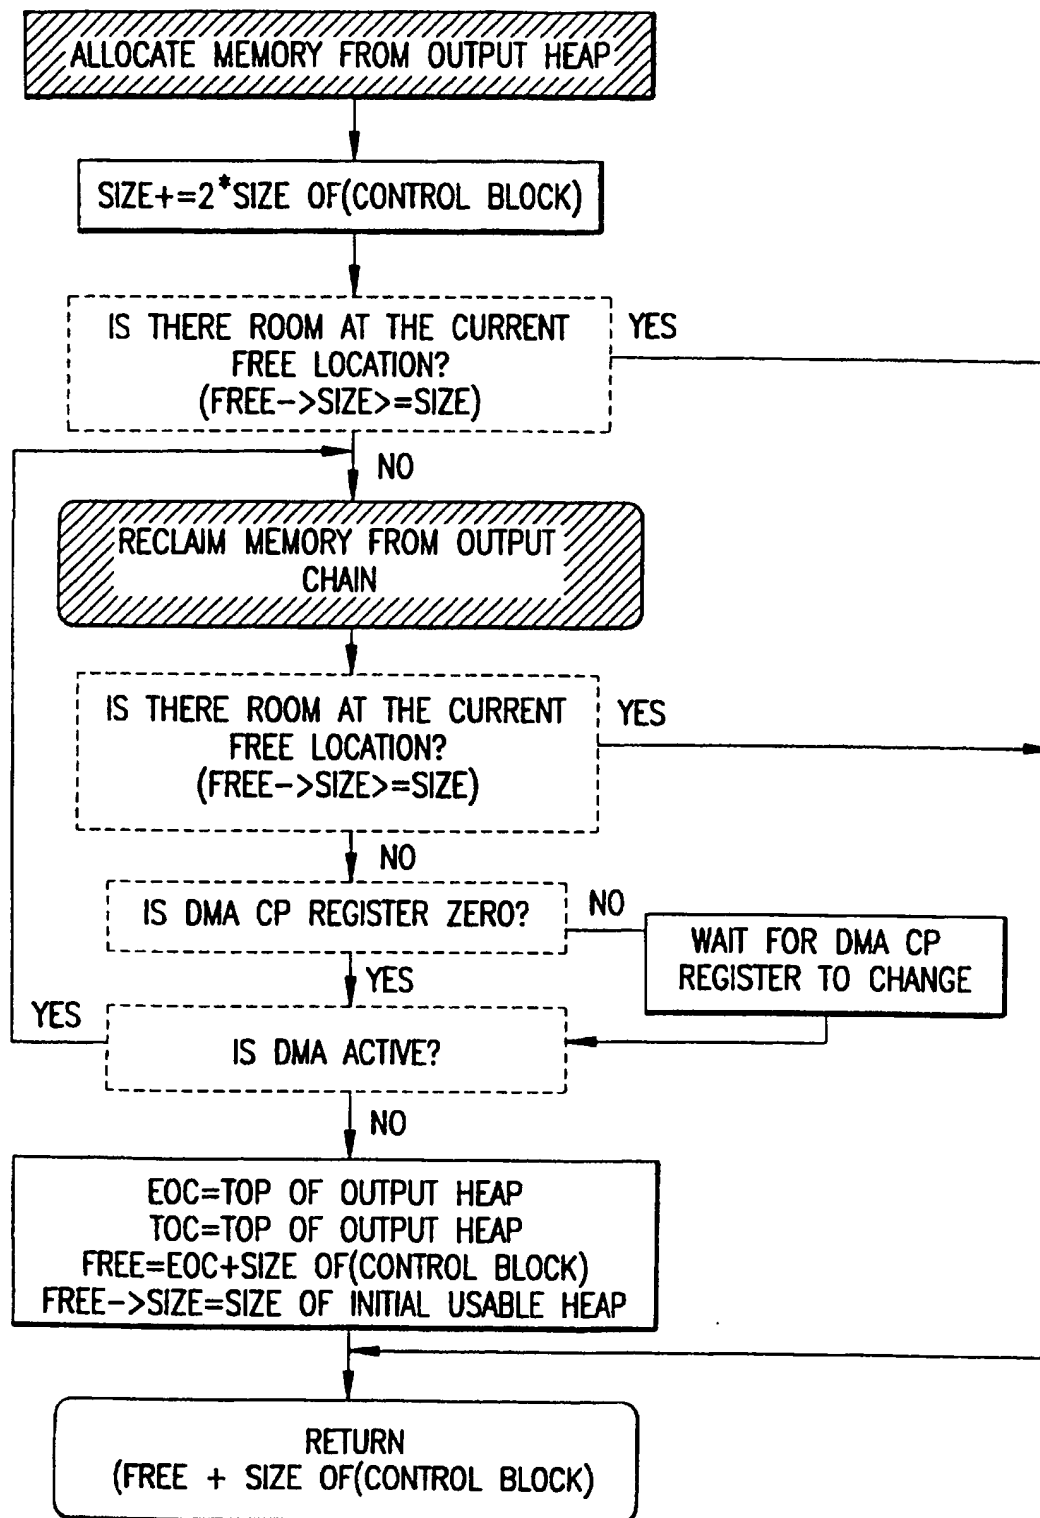 ALLOCATE MEMORY FROM OUTPUT HEAP
SIZE+=2*SIZE OF(CONTROL BLOCK)
IS THERE ROOM AT THE CURRENT
FREE LOCATION?
(FREE->SIZE>=SIZE)
YES
NO
RECLAIM MEMORY FROM OUTPUT
CHAIN
IS THERE ROOM AT THE CURRENT
FREE LOCATION?
(FREE->SIZE>=SIZE)
YES
NO
IS DMA CP REGISTER ZERO?
NO
WAIT FOR DMA CP
REGISTER TO CHANGE
YES
YES
IS DMA ACTIVE?
NO
EOC=TOP OF OUTPUT HEAP
TOC=TOP OF OUTPUT HEAP
FREE=EOC+SIZE OF(CONTROL BLOCK)
FREE->SIZE=SIZE OF INITIAL USABLE HEAP
RETURN
(FREE + SIZE OF(CONTROL BLOCK)